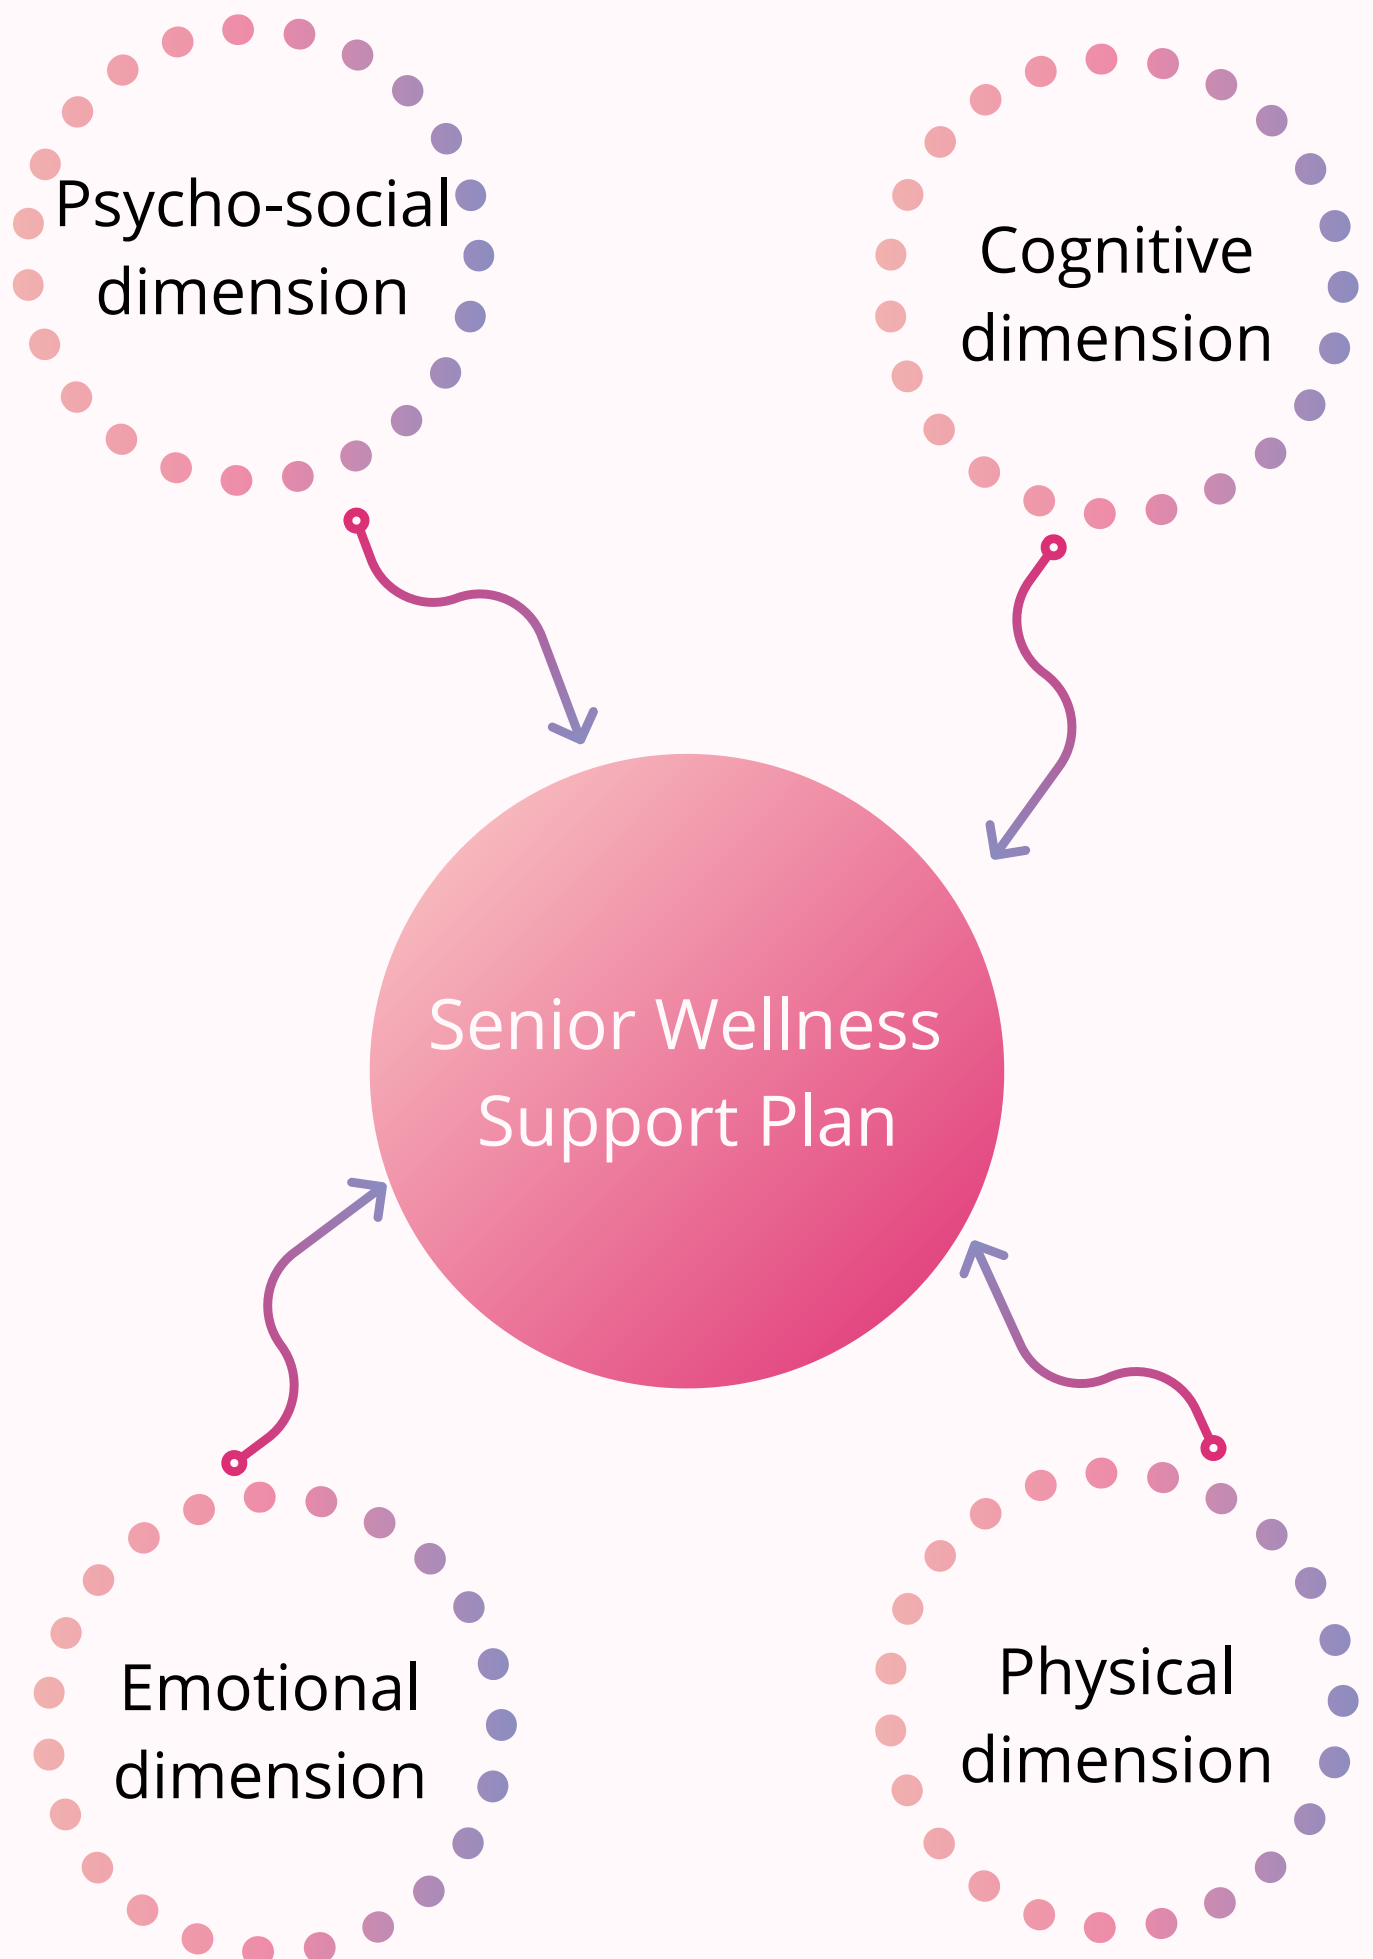 Psycho-social
dimension
Cognitive
dimension
Senior Wellness
Support Plan
Emotional
dimension
Physical
dimension